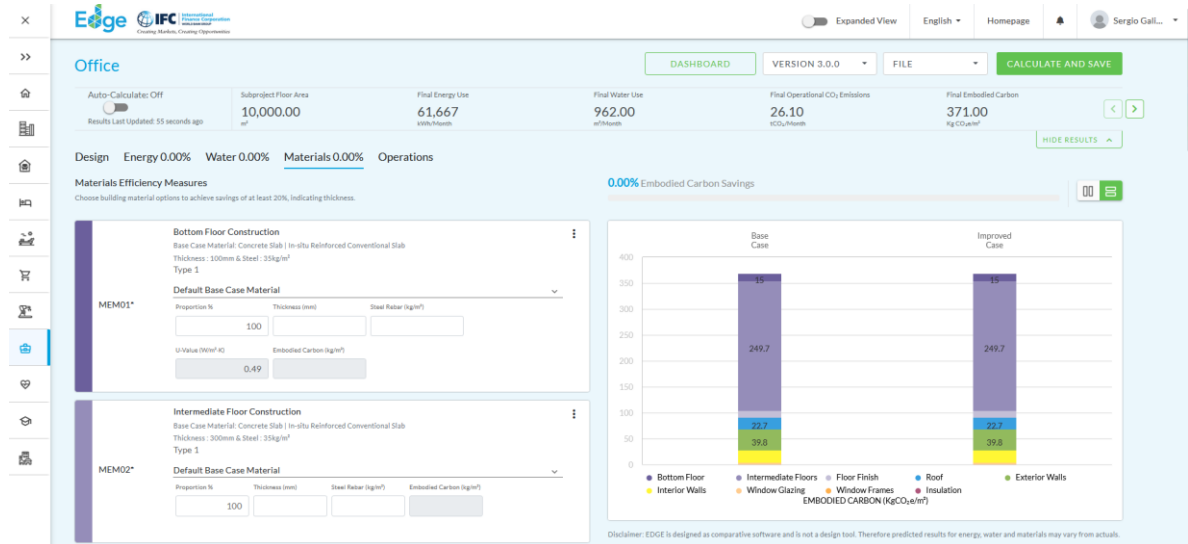 Edge IFC International Finance Corporation WORLD BANK GROUP
Creating Markets, Creating Opportunities
Expanded View English Homepage Sergio Gall...
Office DASHBOARD VERSION 3.0.0 FILE CALCULATE AND SAVE
Auto-Calculate: Off
Results Last Updated: 55 seconds ago
Subproject Floor Area
10,000.00
m²
Final Energy Use
61,667
kWh/Month
Final Water Use
962.00
m³/Month
Final Operational CO₂ Emissions
26.10
tCO₂/Month
Final Embodied Carbon
371.00
Kg CO₂e/m²
HIDE RESULTS
Design Energy 0.00% Water 0.00% Materials 0.00% Operations
Materials Efficiency Measures
Choose building material options to achieve savings of at least 20%, indicating thickness.
0.00% Embodied Carbon Savings
MEM01*
Bottom Floor Construction
Base Case Material: Concrete Slab | In-situ Reinforced Conventional Slab
Thickness : 100mm & Steel : 35kg/m²
Type 1
Default Base Case Material
Proportion % Thickness (mm) Steel Rebar (kg/m²)
100
U-Value (W/m²·K) Embodied Carbon (kg/m²)
0.49
MEM02*
Intermediate Floor Construction
Base Case Material: Concrete Slab | In-situ Reinforced Conventional Slab
Thickness : 300mm & Steel : 35kg/m²
Type 1
Default Base Case Material
Proportion % Thickness (mm) Steel Rebar (kg/m²) Embodied Carbon (kg/m²)
100
Base
Case
Improved
Case
400
350
300
250
200
150
100
50
0
15
249.7
22.7
39.8
15
249.7
22.7
39.8
Bottom Floor Intermediate Floors Floor Finish Roof Exterior Walls
Interior Walls Window Glazing Window Frames Insulation
EMBODIED CARBON (KgCO₂e/m²)
Disclaimer: EDGE is designed as comparative software and is not a design tool. Therefore predicted results for energy, water and materials may vary from actuals.